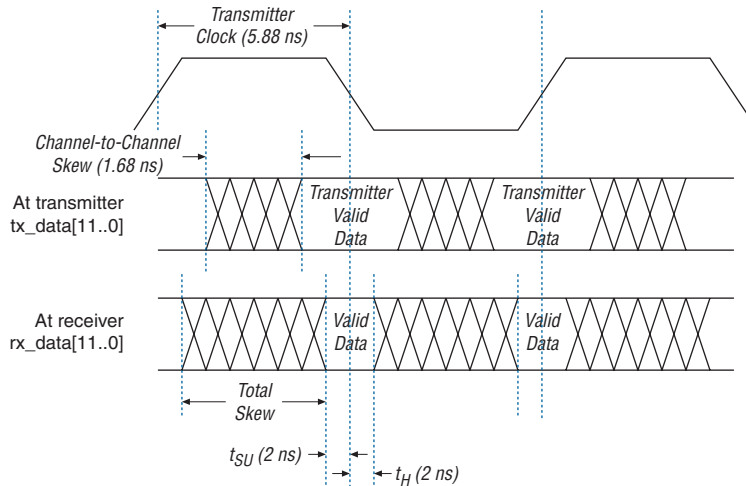 Transmitter
Clock (5.88 ns)
Channel-to-Channel
Skew (1.68 ns)
At transmitter
tx_data[11..0]
Transmitter
Valid
Data
Transmitter
Valid
Data
At receiver
rx_data[11..0]
Valid
Data
Valid
Data
Total
Skew
tSU (2 ns)
tH (2 ns)